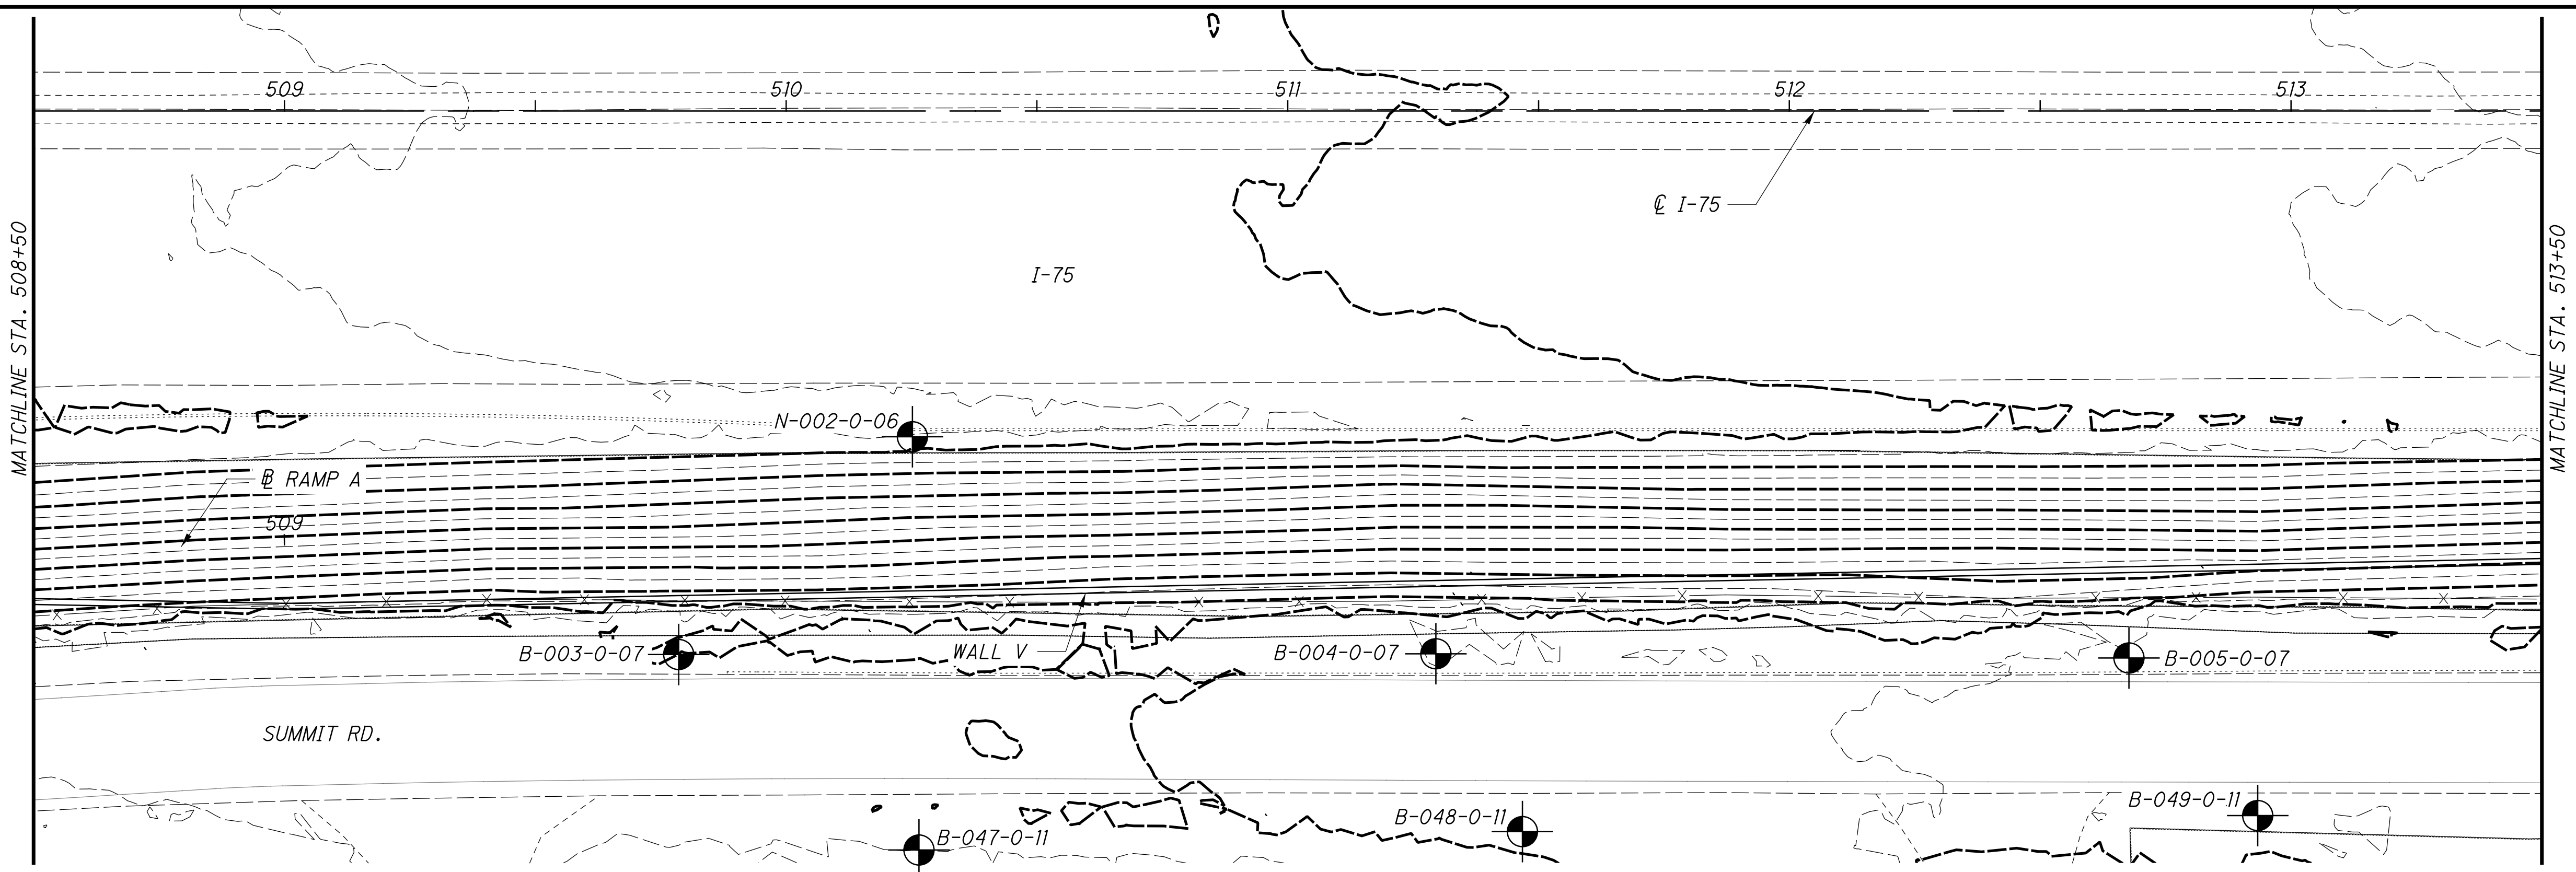 509 510 511 512 513
℄ I-75
I-75
MATCHLINE STA. 508+50
MATCHLINE STA. 513+50
N-002-0-06
℄ RAMP A
509
B-003-0-07
WALL V
B-004-0-07
B-005-0-07
SUMMIT RD.
B-047-0-11
B-048-0-11
B-049-0-11